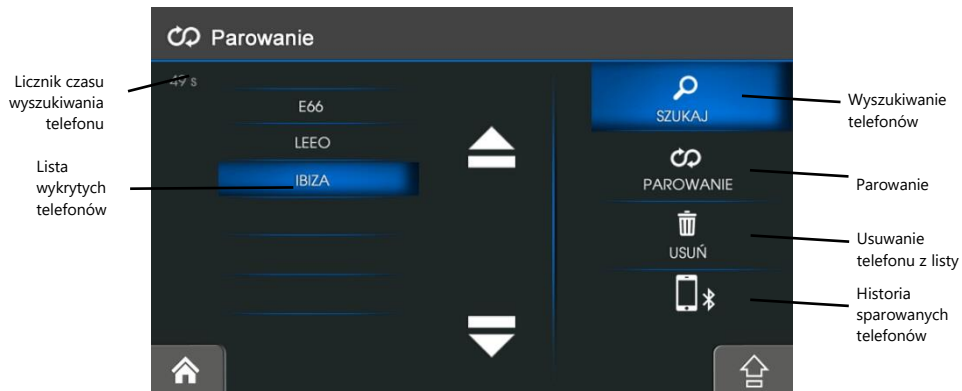 Parowanie
Licznik czasu
wyszukiwania
telefonu
49 s
E66
LEEO
IBIZA
Lista
wykrytych
telefonów
SZUKAJ
PAROWANIE
USUŃ
Wyszukiwanie
telefonów
Parowanie
Usuwanie
telefonu z listy
Historia
sparowanych
telefonów